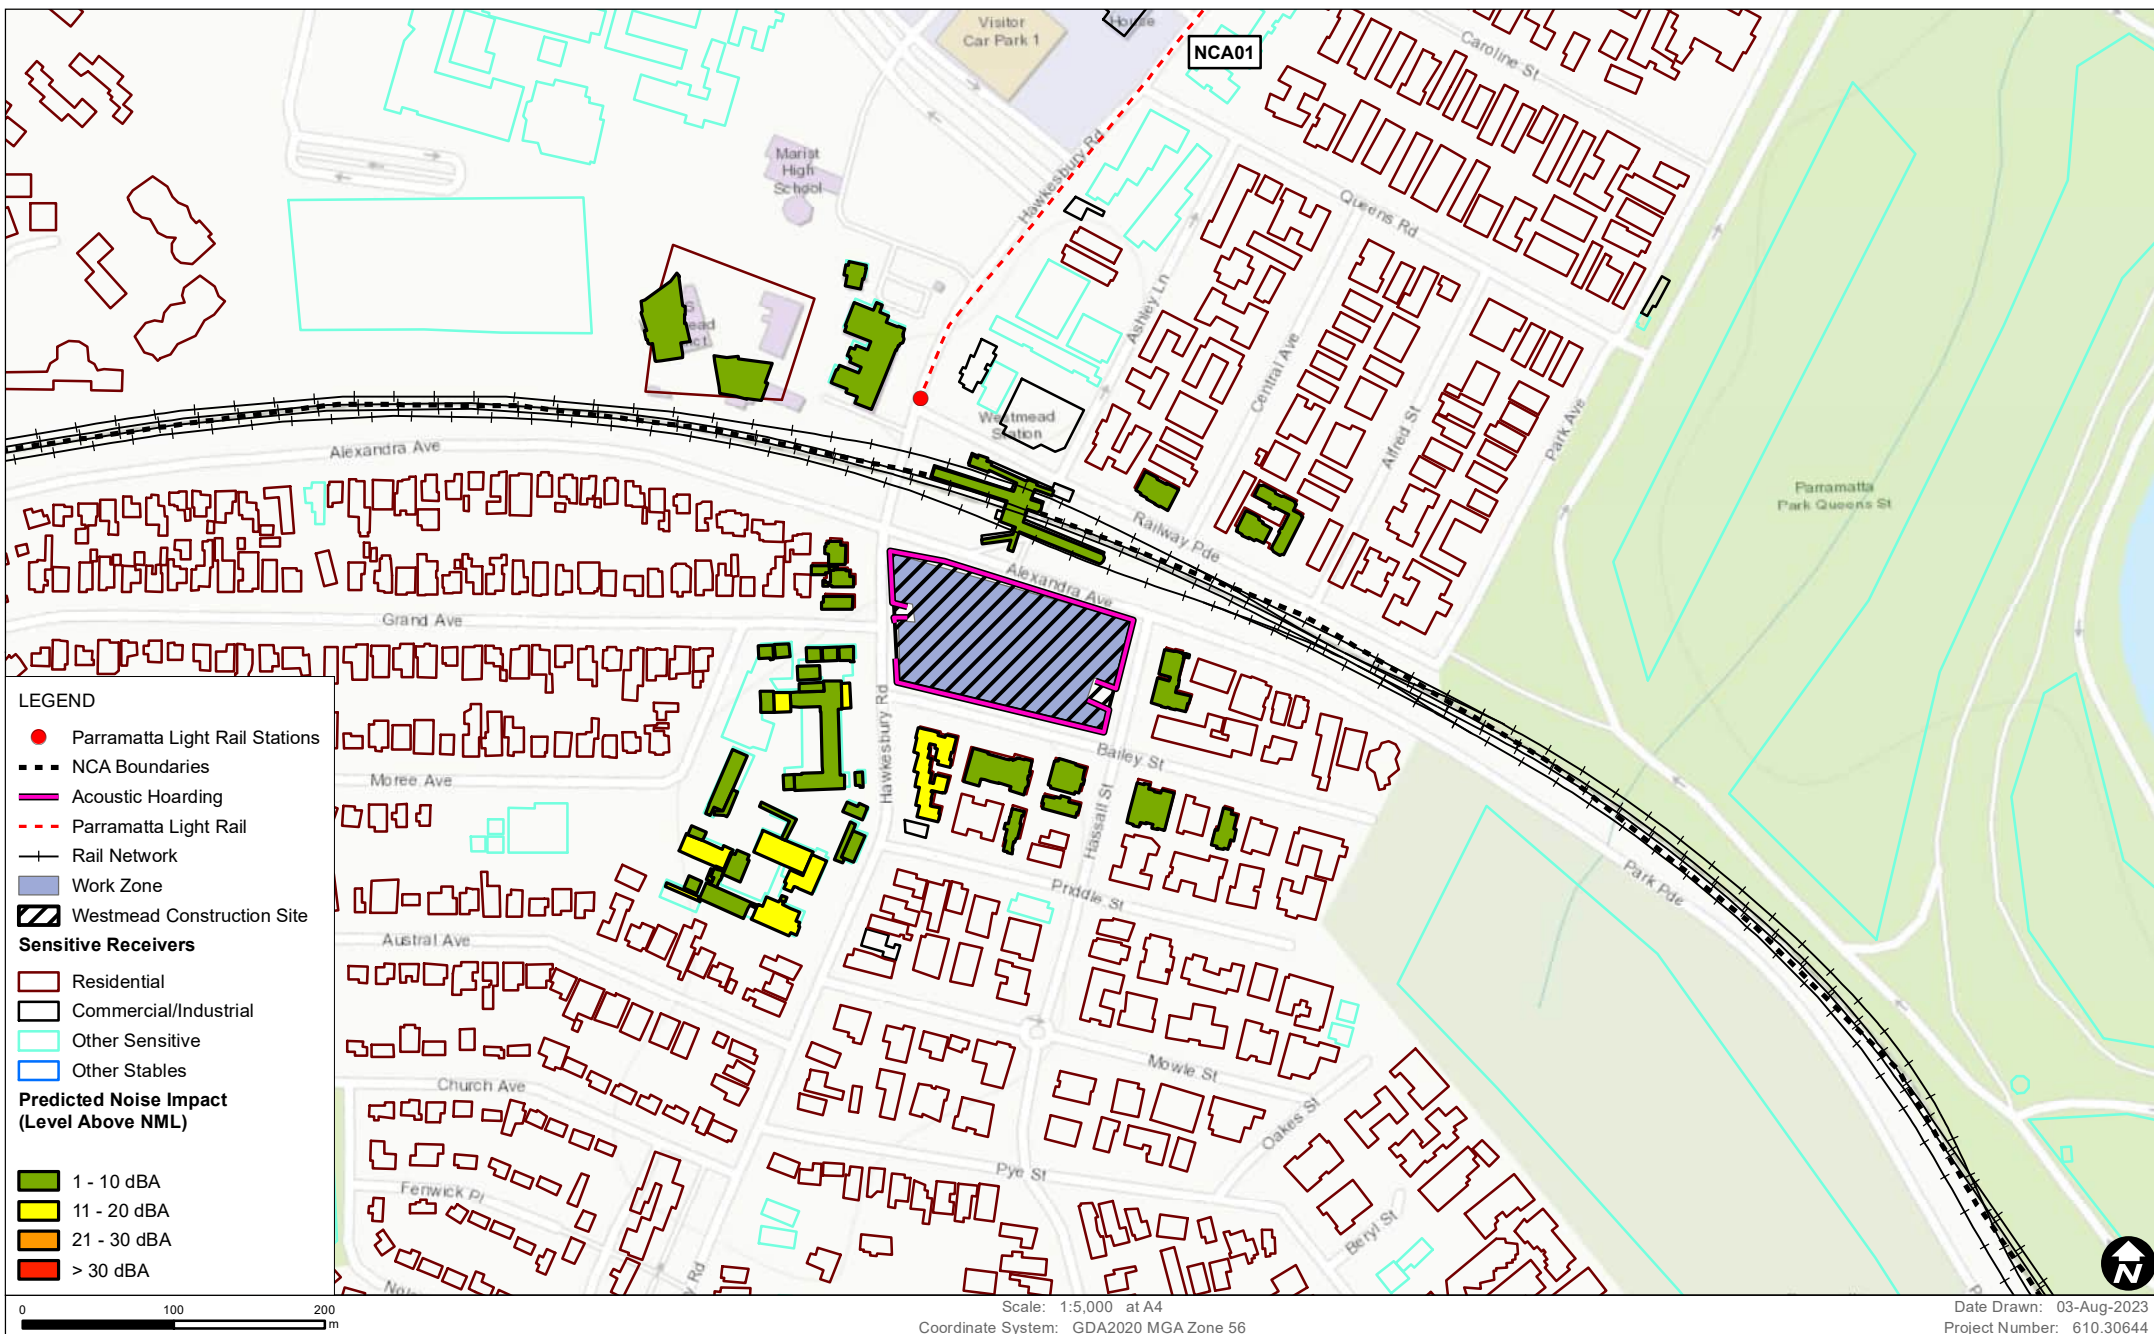 Visitor
Car Park 1
House
NCA01
Caroline St
Marist
High
School
Hawkesbury Rd
Queens Rd
Ashley Ln
Central Ave
Alfred St
Park Ave
Westmead
Station
Parramatta
Park Queens St
Alexandra Ave
Railway Pde
Alexandra Ave
Grand Ave
Hawkesbury Rd
Bailey St
Hassall St
Moree Ave
Priddle St
Park Pde
Austral Ave
Mowle St
Church Ave
Oakes St
Pye St
Fenwick Pl
Beryl St
y Rd
LEGEND
Parramatta Light Rail Stations
NCA Boundaries
Acoustic Hoarding
Parramatta Light Rail
Rail Network
Work Zone
Westmead Construction Site
Sensitive Receivers
Residential
Commercial/Industrial
Other Sensitive
Other Stables
Predicted Noise Impact
(Level Above NML)
1 - 10 dBA
11 - 20 dBA
21 - 30 dBA
> 30 dBA
N
0 100 200
m
Scale: 1:5,000 at A4
Coordinate System: GDA2020 MGA Zone 56
Date Drawn: 03-Aug-2023
Project Number: 610.30644